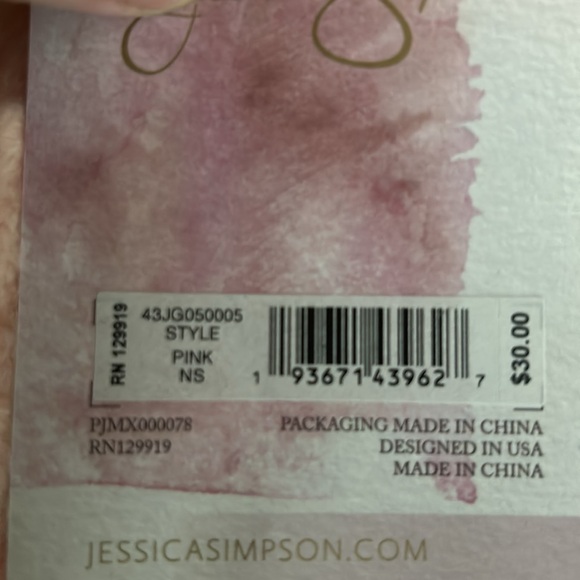 RN 129919
43JG050005
STYLE
PINK
NS
1 93671 43962 7
$30.00
PJMX000078
RN129919
PACKAGING MADE IN CHINA
DESIGNED IN USA
MADE IN CHINA
JESSICASIMPSON.COM